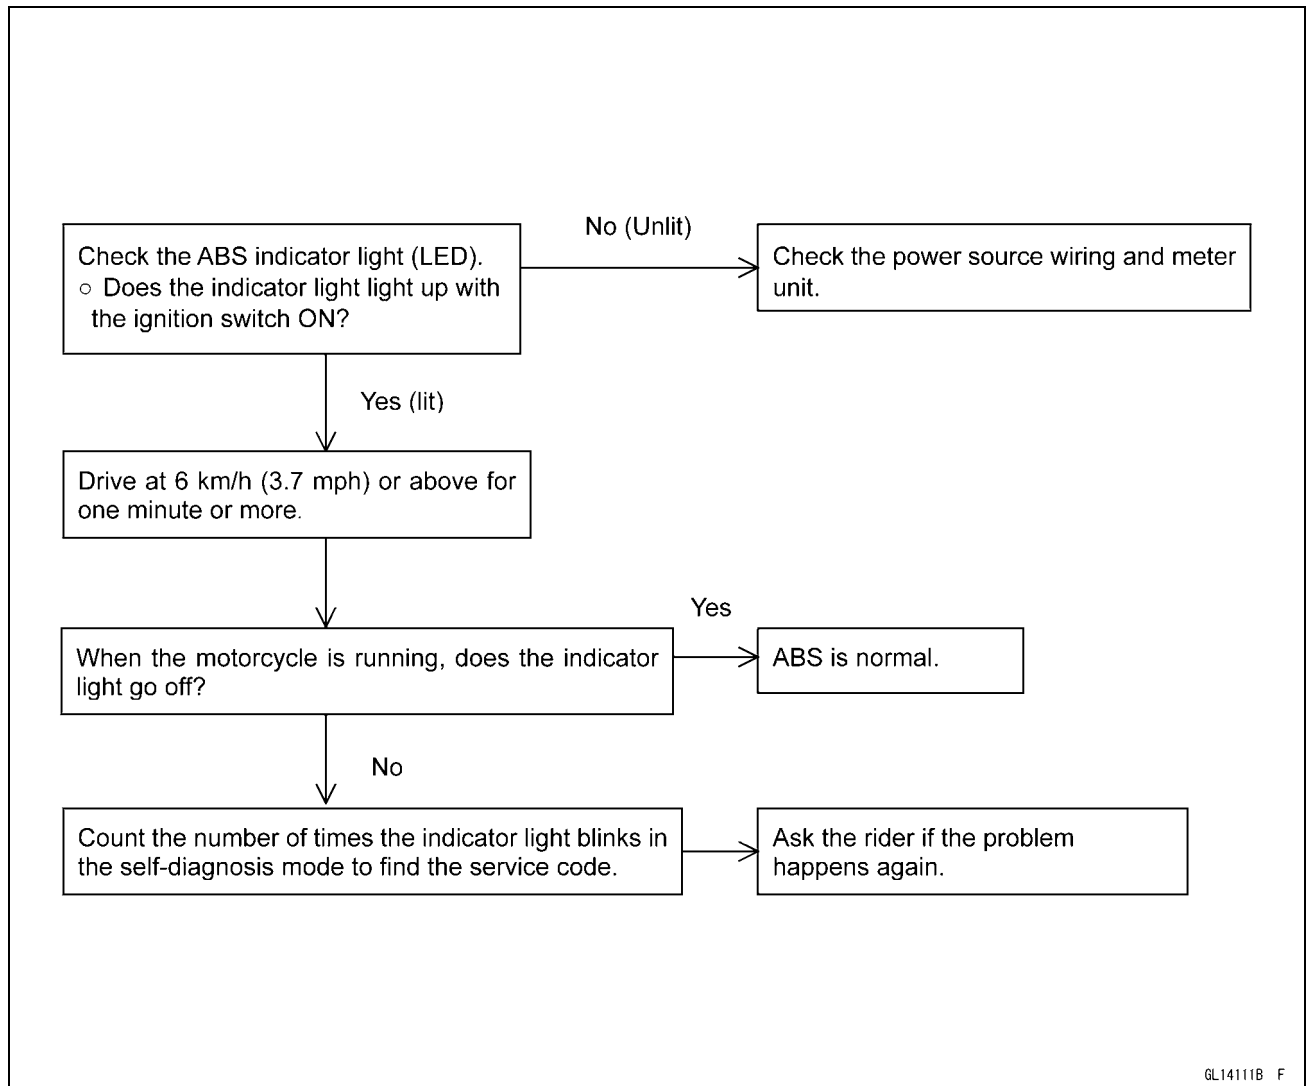 No (Unlit)
Check the ABS indicator light (LED).
○ Does the indicator light light up with
the ignition switch ON?
Check the power source wiring and meter
unit.
Yes (lit)
Drive at 6 km/h (3.7 mph) or above for
one minute or more.
Yes
When the motorcycle is running, does the indicator
light go off?
ABS is normal.
No
Count the number of times the indicator light blinks in
the self-diagnosis mode to find the service code.
Ask the rider if the problem
happens again.
GL14111B F